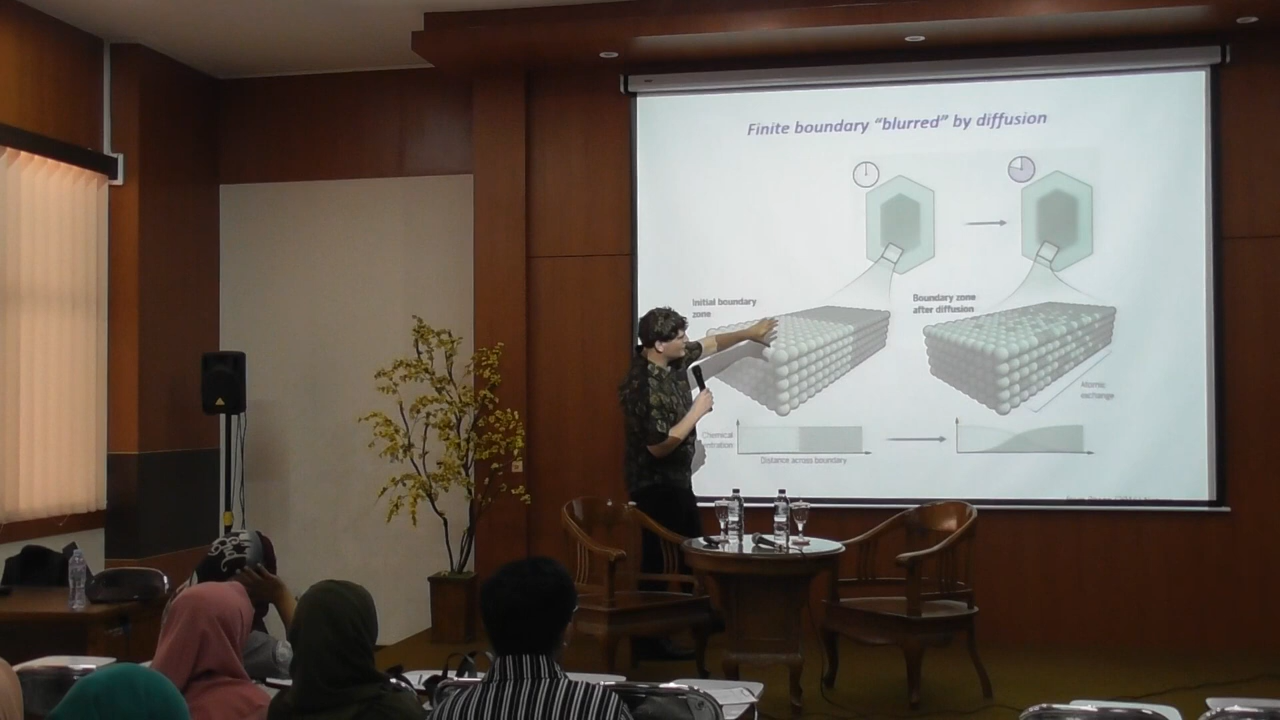 Finite boundary “blurred” by diffusion
Initial boundary
zone
Boundary zone
after diffusion
Atomic
exchange
Chemical
Distance across boundary